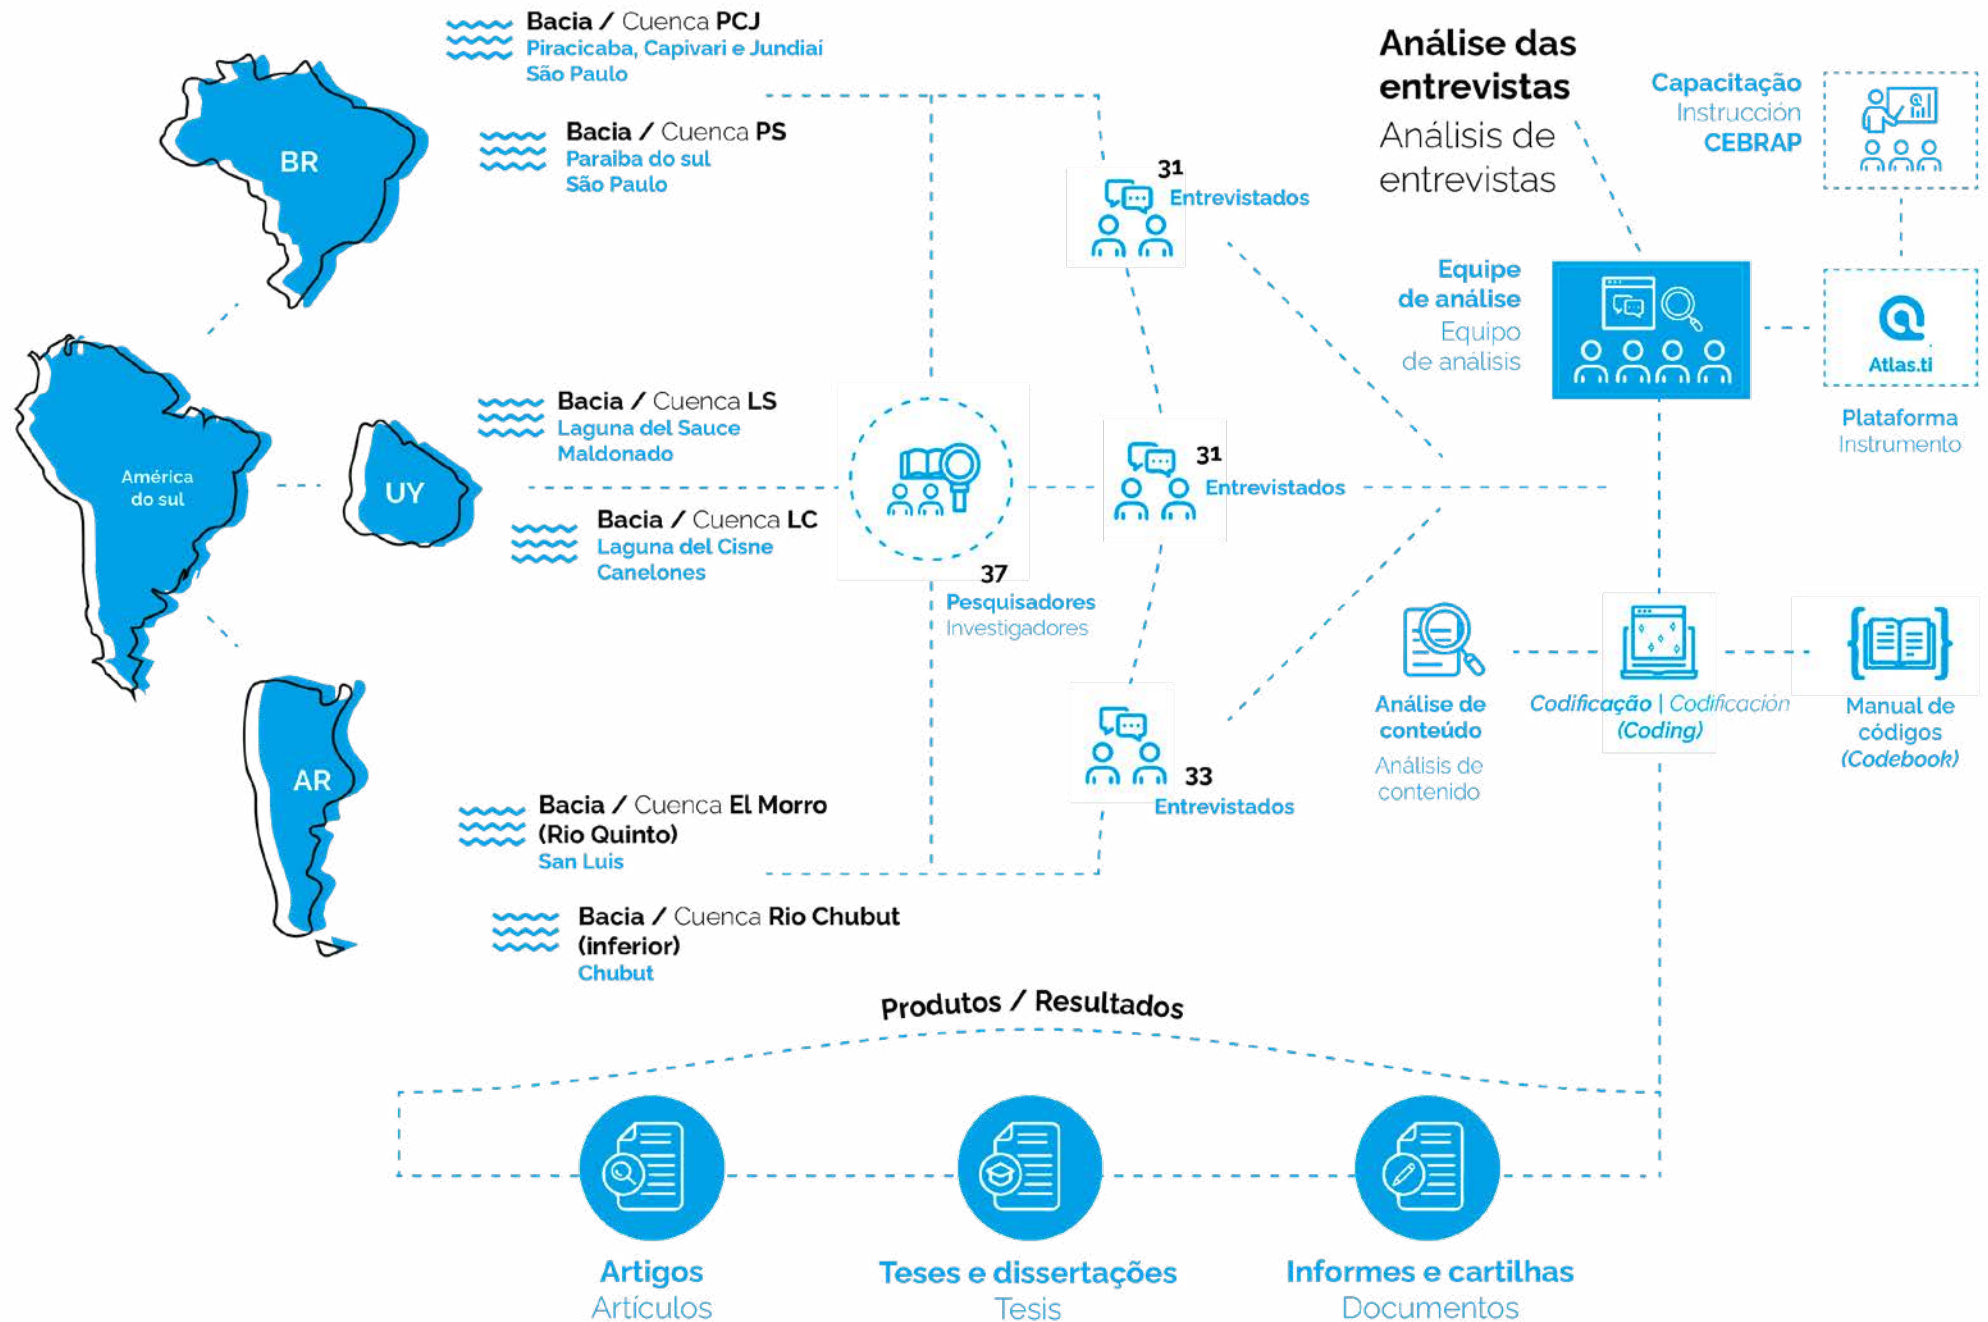 Bacia / Cuenca PCJ
Piracicaba, Capivari e Jundiaí
São Paulo
Bacia / Cuenca PS
Paraiba do sul
São Paulo
BR
América
do sul
UY
Bacia / Cuenca LS
Laguna del Sauce
Maldonado
Bacia / Cuenca LC
Laguna del Cisne
Canelones
AR
Bacia / Cuenca El Morro
(Rio Quinto)
San Luis
Bacia / Cuenca Rio Chubut
(inferior)
Chubut
37
Pesquisadores
Investigadores
31
Entrevistados
31
Entrevistados
33
Entrevistados
Análise das
entrevistas
Análisis de
entrevistas
Capacitação
Instrucción
CEBRAP
Equipe
de análise
Equipo
de análisis
Atlas.ti
Plataforma
Instrumento
Análise de
conteúdo
Análisis de
contenido
Codificação | Codificación
(Coding)
Manual de
códigos
(Codebook)
Produtos / Resultados
Artigos
Artículos
Teses e dissertações
Tesis
Informes e cartilhas
Documentos